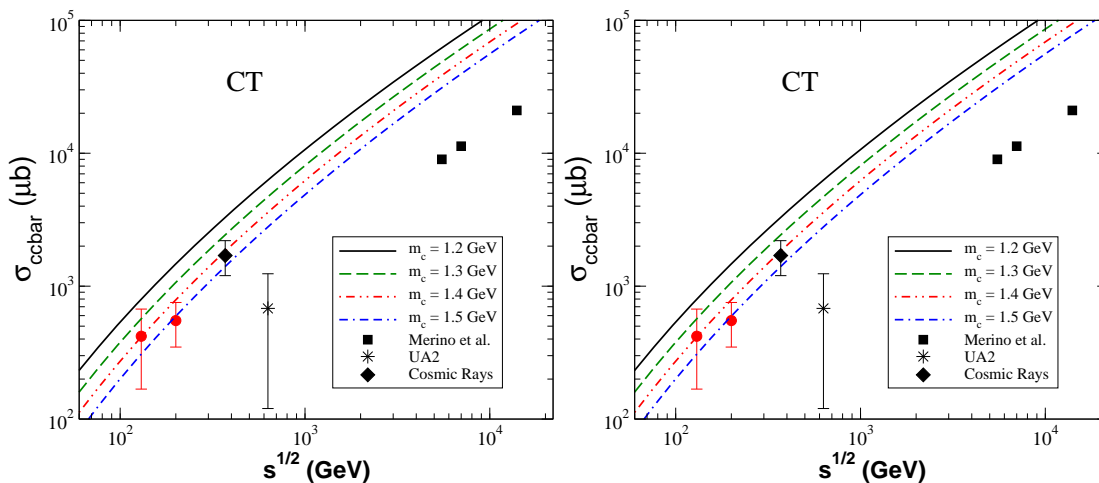 10^5
CT
10^4
σ_ccbar (μb)
10^3
10^2
m_c = 1.2 GeV
m_c = 1.3 GeV
m_c = 1.4 GeV
m_c = 1.5 GeV
Merino et al.
UA2
Cosmic Rays
10^2 10^3 10^4
s^1/2 (GeV)
10^5
CT
10^4
σ_ccbar (μb)
10^3
10^2
m_c = 1.2 GeV
m_c = 1.3 GeV
m_c = 1.4 GeV
m_c = 1.5 GeV
Merino et al.
UA2
Cosmic Rays
10^2 10^3 10^4
s^1/2 (GeV)